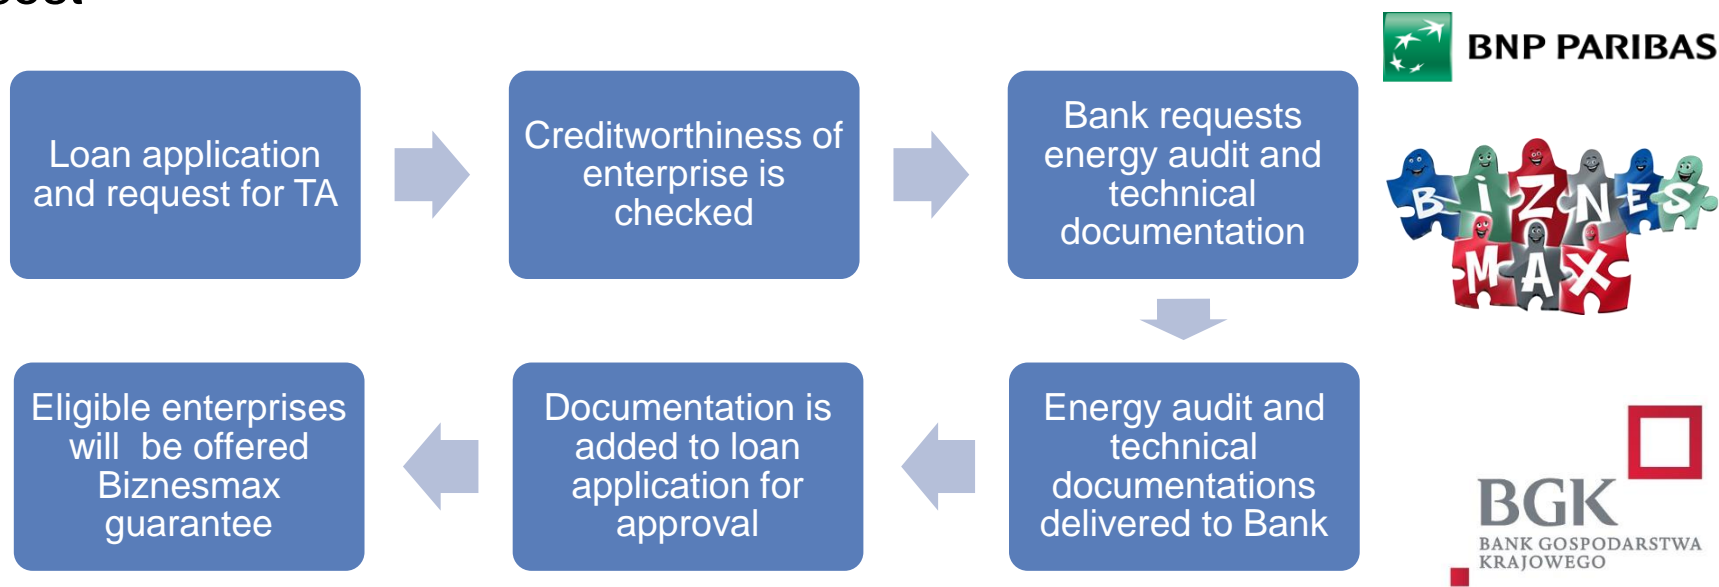 BNP PARIBAS
Loan application
and request for TA
Creditworthiness of
enterprise is
checked
Bank requests
energy audit and
technical
documentation
BiZNES
MAX
Energy audit and
technical
documentations
delivered to Bank
Documentation is
added to loan
application for
approval
Eligible enterprises
will be offered
Biznesmax
guarantee
BGK
BANK GOSPODARSTWA
KRAJOWEGO